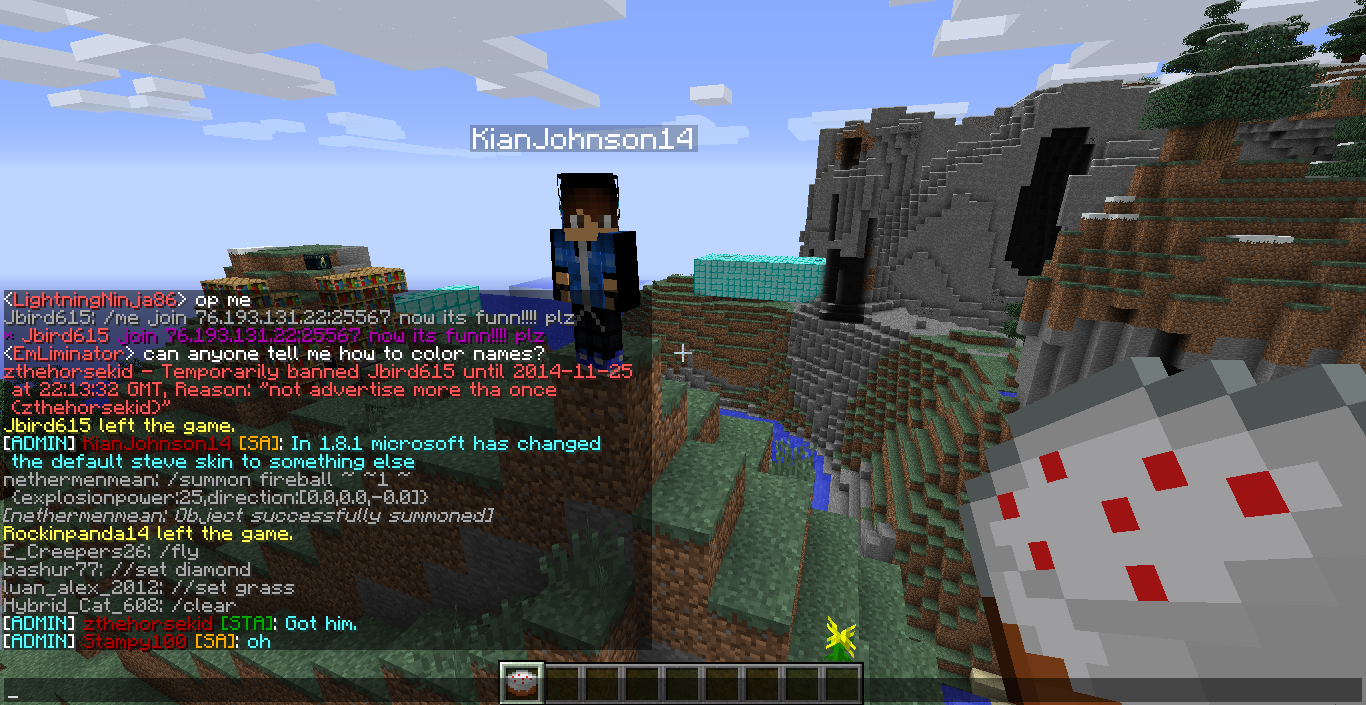 KianJohnson14
<LightningNinja86> op me
Jbird615: /me join 76.193.131.22:25567 now its funn!!!! plz
* Jbird615 join 76.193.131.22:25567 now its funn!!!! plz
<EmLiminator> can anyone tell me how to color names?
zthehorsekid - Temporarily banned Jbird615 until 2014-11-25
at 22:13:32 GMT, Reason: "not advertise more tha once
(zthehorsekid)"
Jbird615 left the game.
[ADMIN] KianJohnson14 [SA]: In 1.8.1 microsoft has changed
the default steve skin to something else
nethermenmean: /summon fireball ~ ~1 ~
{explosionpower:25,direction:[0.0,0.0,-0.0]}
[nethermenmean: Object successfully summoned]
Rockinpanda14 left the game.
E_Creepers26: /fly
bashur77: //set diamond
luan_alex_2012: //set grass
Hybrid_Cat_608: /clear
[ADMIN] zthehorsekid [STA]: Got him.
[ADMIN] Stampy100 [SA]: oh
_